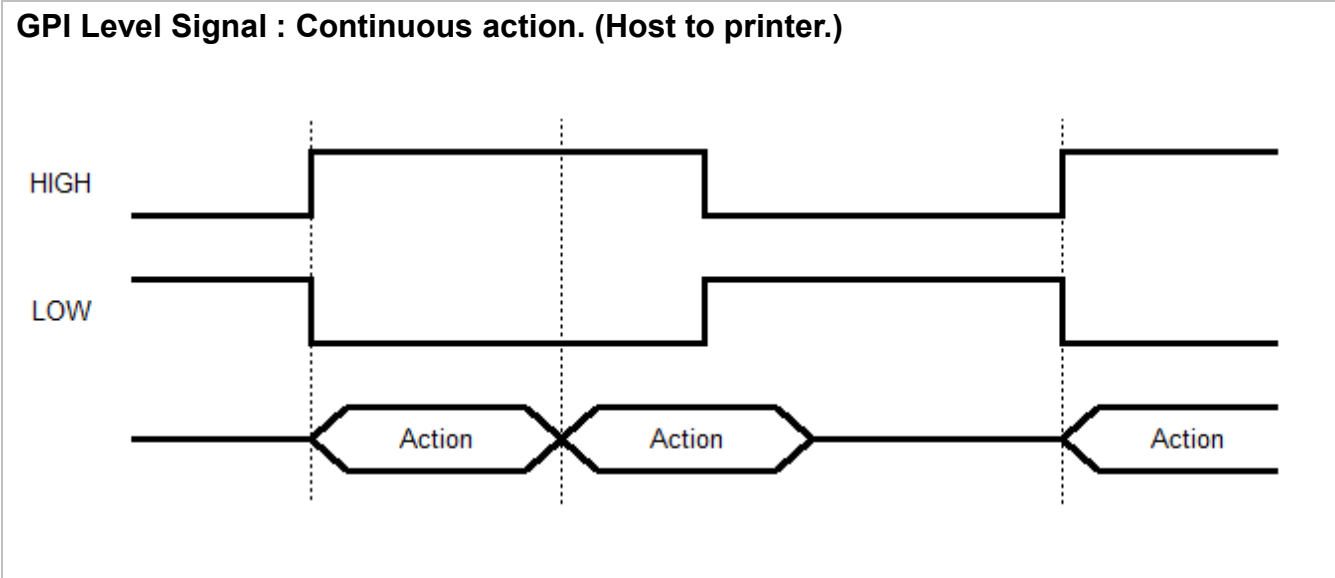 GPI Level Signal : Continuous action. (Host to printer.)
HIGH
LOW
Action Action Action